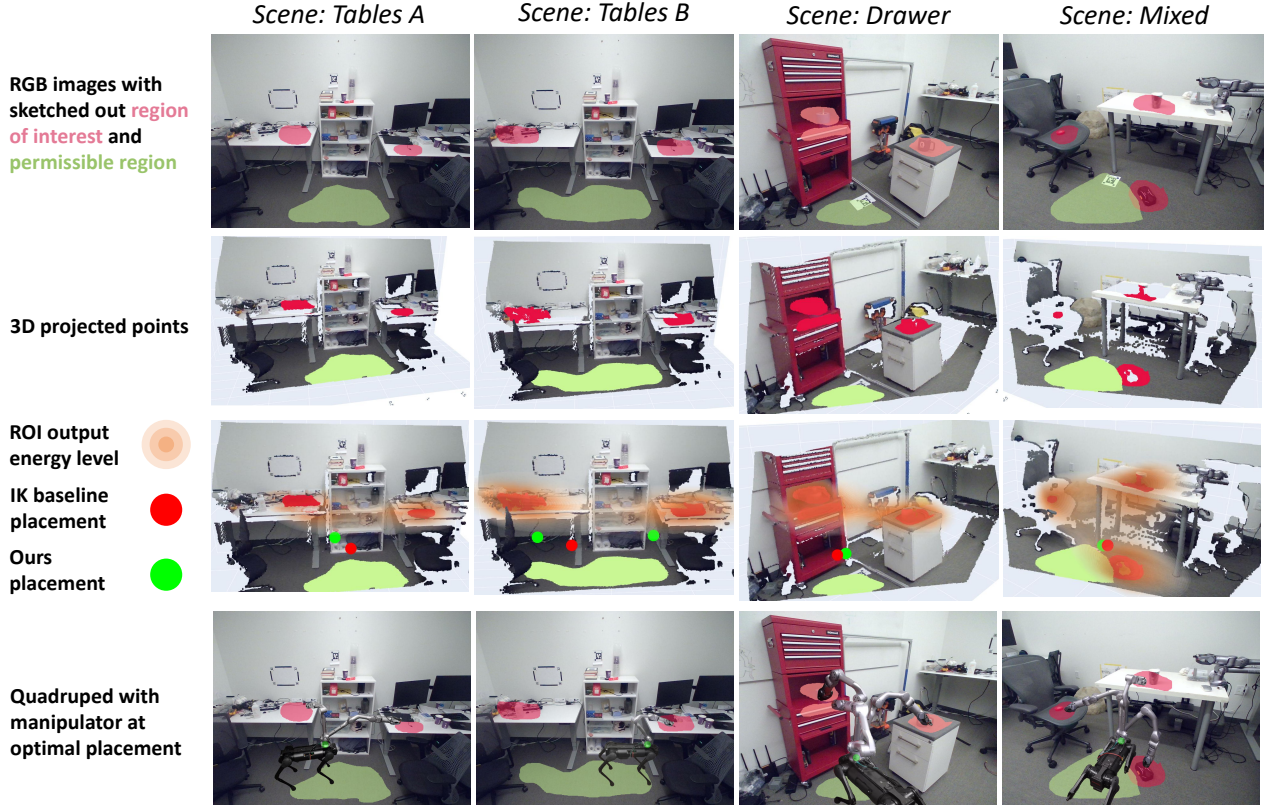 Scene: Tables A
Scene: Tables B
Scene: Drawer
Scene: Mixed
RGB images with
sketched out region
of interest and
permissible region
3D projected points
ROI output
energy level
IK baseline
placement
Ours
placement
Quadruped with
manipulator at
optimal placement